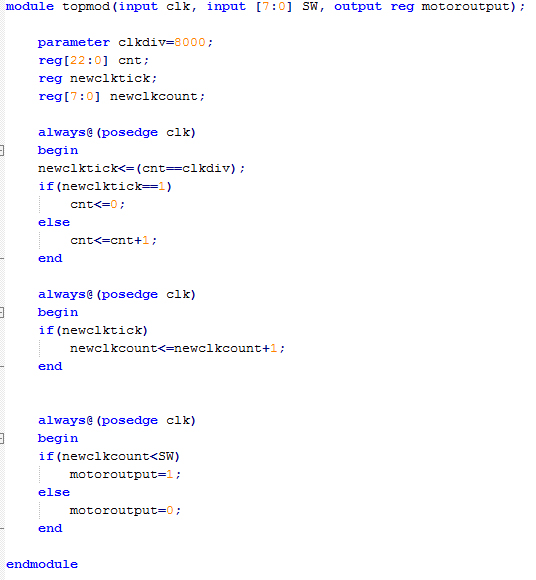 module topmod(input clk, input [7:0] SW, output reg motoroutput);
parameter clkdiv=8000;
reg[22:0] cnt;
reg newclktick;
reg[7:0] newclkcount;
always@(posedge clk)
begin
newclktick<=(cnt==clkdiv);
if(newclktick==1)
cnt<=0;
else
cnt<=cnt+1;
end
always@(posedge clk)
begin
if(newclktick)
newclkcount<=newclkcount+1;
end
always@(posedge clk)
begin
if(newclkcount<SW)
motoroutput=1;
else
motoroutput=0;
end
endmodule